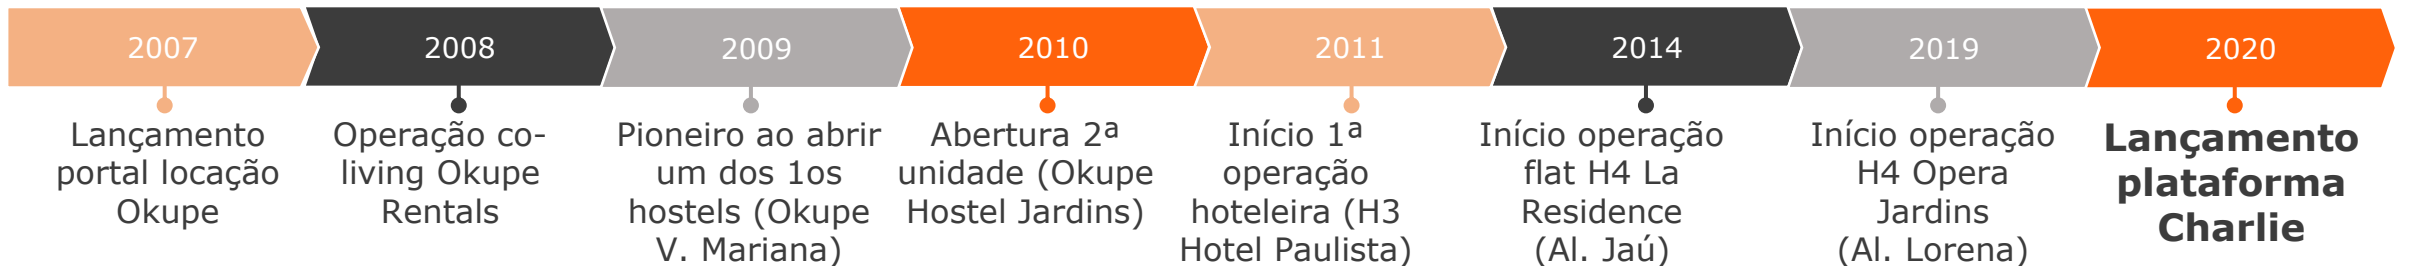 2007
2008
2009
2010
2011
2014
2019
2020
Lançamento
portal locação
Okupe
Operação co-
living Okupe
Rentals
Pioneiro ao abrir
um dos 1os
hostels (Okupe
V. Mariana)
Abertura 2ª
unidade (Okupe
Hostel Jardins)
Início 1ª
operação
hoteleira (H3
Hotel Paulista)
Início operação
flat H4 La
Residence
(Al. Jaú)
Início operação
H4 Opera
Jardins
(Al. Lorena)
Lançamento
plataforma
Charlie